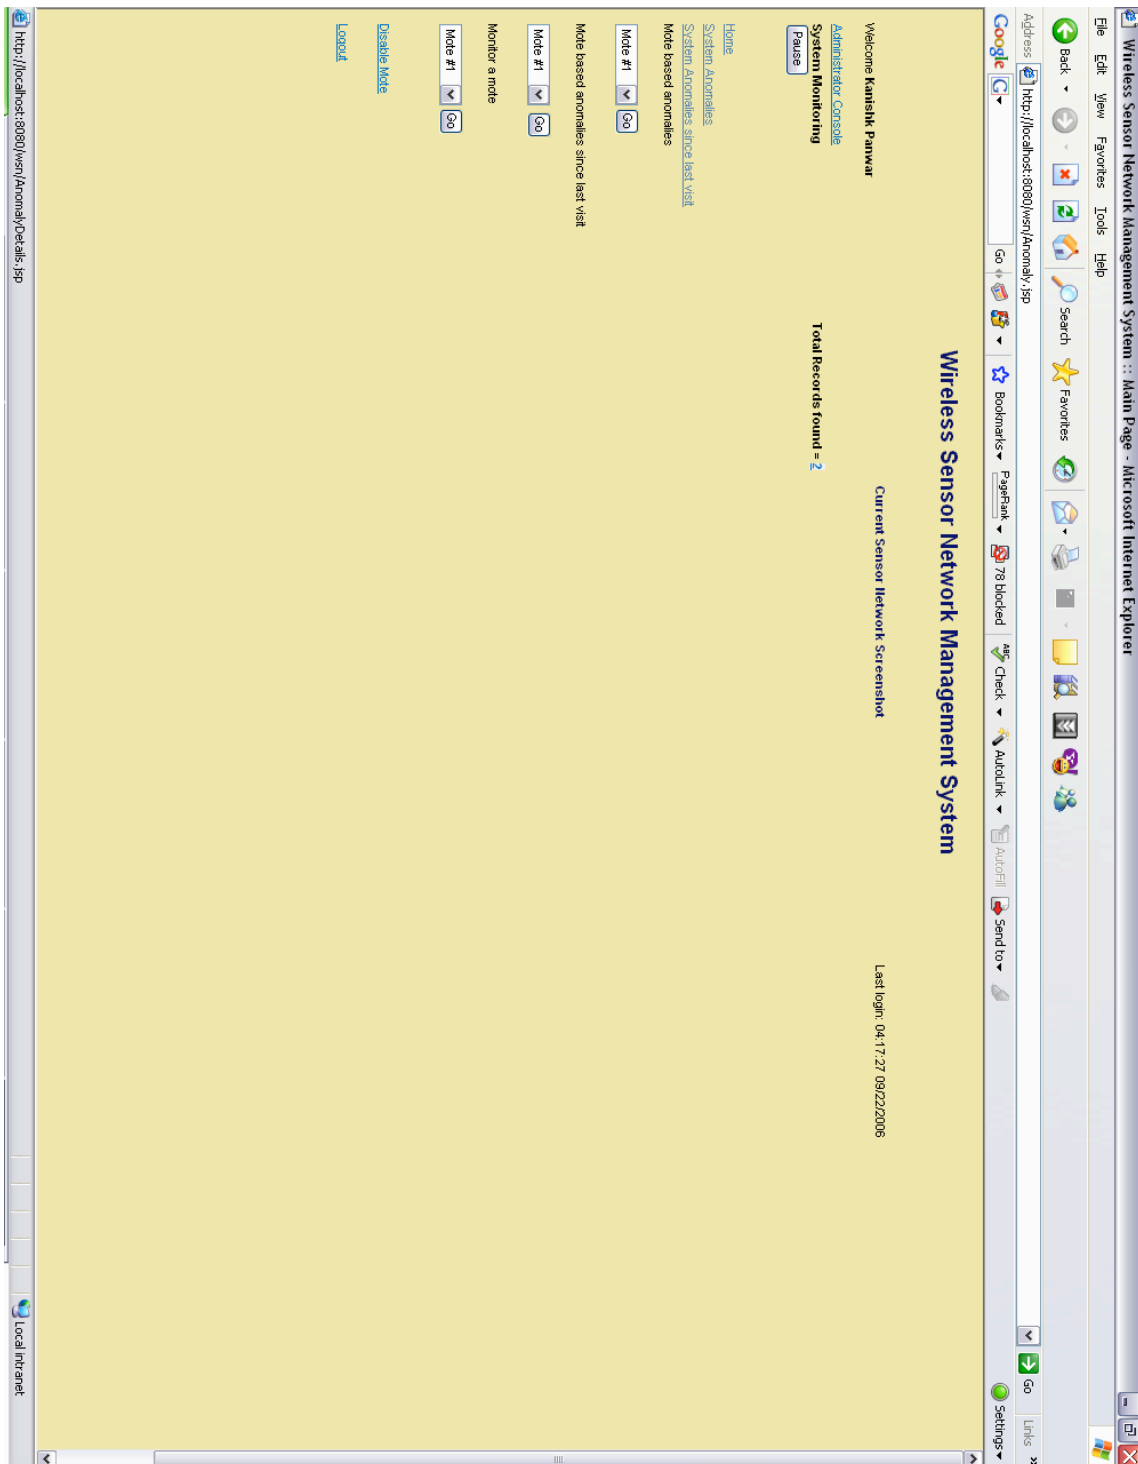 Wireless Sensor Network Management System :: Main Page - Microsoft Internet Explorer
File Edit View Favorites Tools Help
Back Search Favorites
Address http://localhost:8080/wsn/Anomaly.jsp Go Links »
Google G Go Bookmarks PageRank 78 blocked ABC Check AutoLink AutoFill Send to Settings
Wireless Sensor Network Management System
Welcome Kanishk Panwar Current Sensor Network Screenshot Last login: 04:17:27 09/22/2006
Administrator Console
System Monitoring Total Records found = 2
Pause
Home
System Anomalies
System Anomalies since last visit
Mote based anomalies
Mote #1 Go
Mote based anomalies since last visit
Mote #1 Go
Monitor a mote
Mote #1 Go
Disable Mote
Logout
http://localhost:8080/wsn/AnomalyDetails.jsp Local intranet